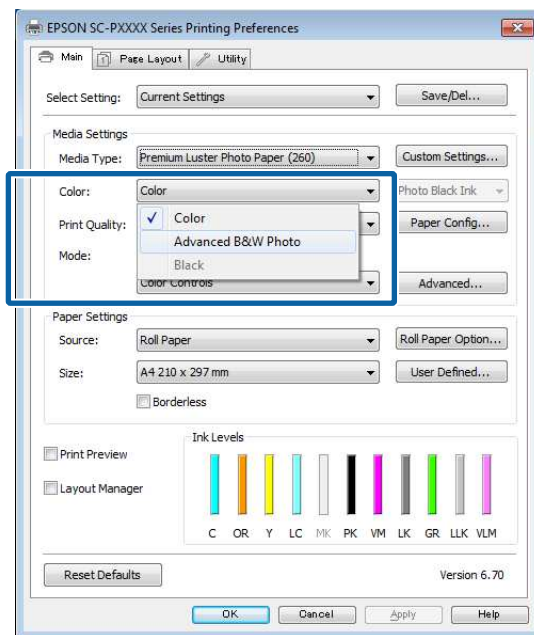 EPSON SC-PXXXX Series Printing Preferences
Main Page Layout Utility
Select Setting: Current Settings Save/Del...
Media Settings
Media Type: Premium Luster Photo Paper (260) Custom Settings...
Color: Color Photo Black Ink
Print Quality: Color Paper Config...
Advanced B&W Photo
Mode: Black
Color Controls Advanced...
Paper Settings
Source: Roll Paper Roll Paper Option...
Size: A4 210 x 297 mm User Defined...
Borderless
Ink Levels
Print Preview
Layout Manager
C OR Y LC MK PK VM LK GR LLK VLM
Reset Defaults Version 6.70
OK Cancel Apply Help